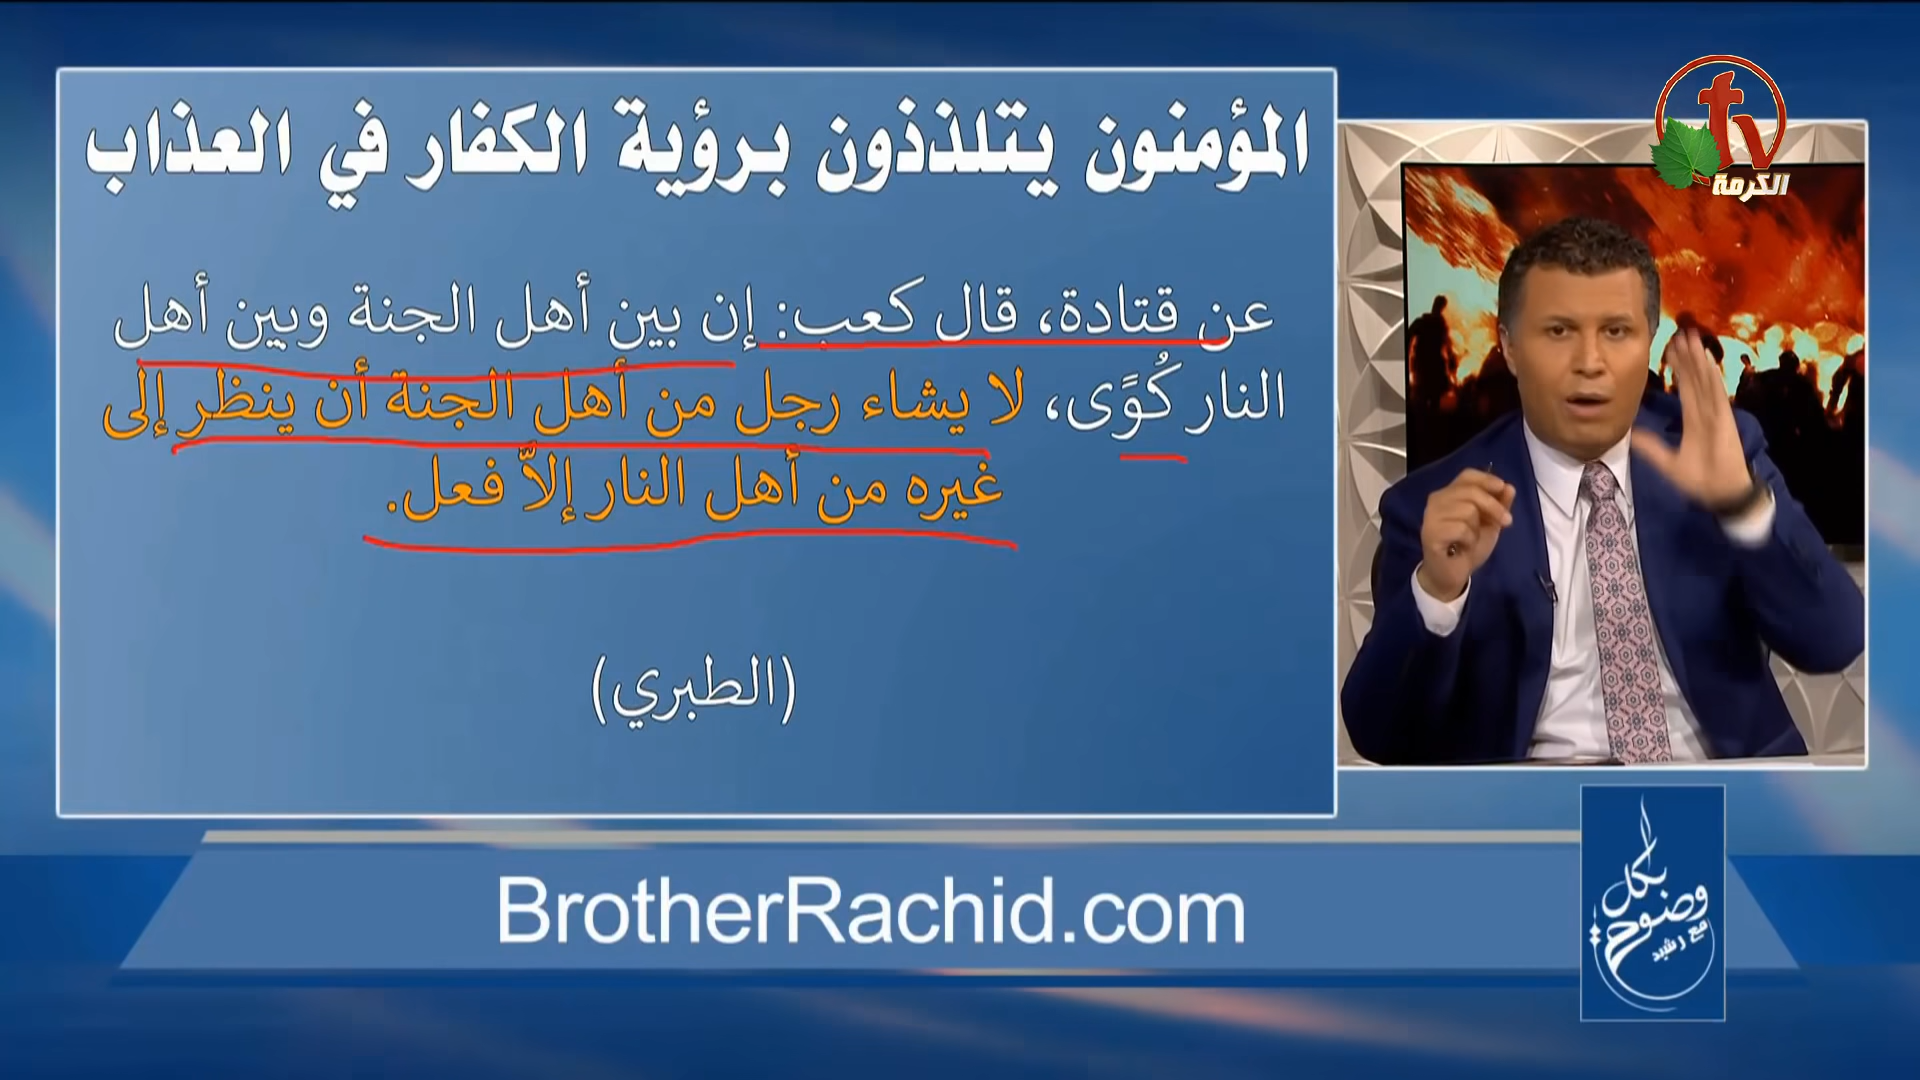 المؤمنون يتلذذون برؤية الكفار في العذاب
عن قتادة، قال كعب: إن بين أهل الجنة وبين أهل
النار كُوًى، لا يشاء رجل من أهل الجنة أن ينظر إلى
غيره من أهل النار إلاَّ فعل.
(الطبري)
tv
الكرمة
BrotherRachid.com
بكل
وضوح
مع رشيد